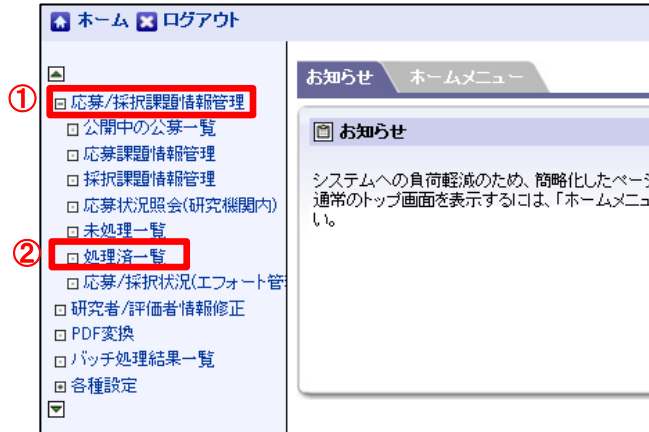 ホーム ログアウト
お知らせ ホームメニュー
① 応募/採択課題情報管理
公開中の公募一覧
応募課題情報管理
採択課題情報管理
応募状況照会(研究機関内)
未処理一覧
② 処理済一覧
応募/採択状況(エフォート管
研究者/評価者情報修正
PDF変換
バッチ処理結果一覧
各種設定
お知らせ
システムへの負荷軽減のため、簡略化したペー
通常のトップ画面を表示するには、「ホームメニュ
い。